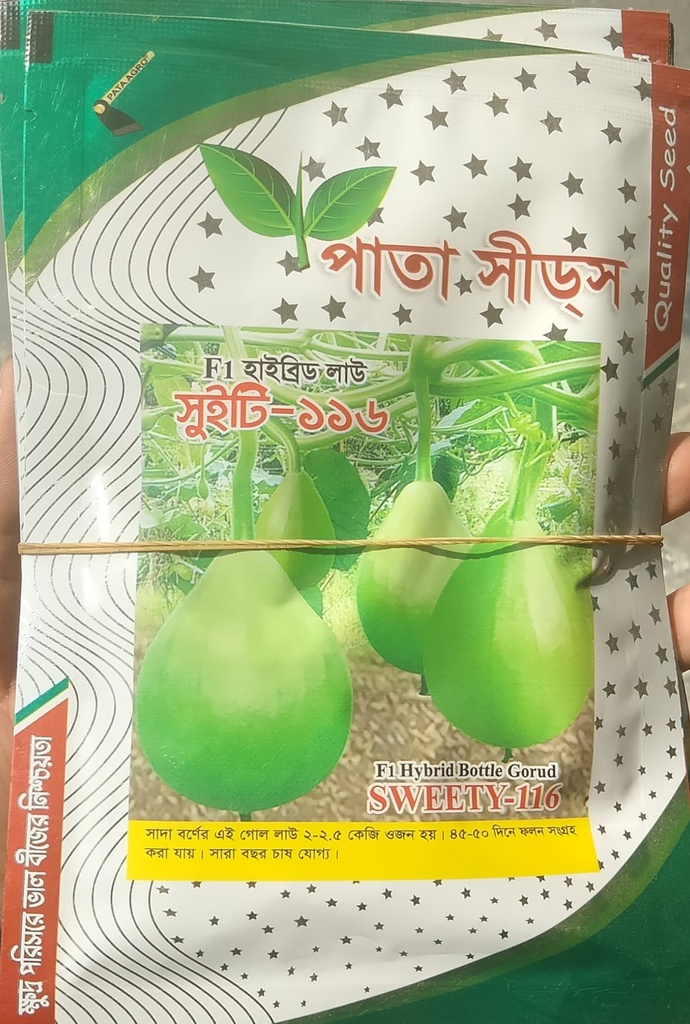 PATA AGRO
Quality Seed
পাতা সীড্স
F1 হাইব্রিড লাউ
সুইটি-১১৬
F1 Hybrid Bottle Gorud
SWEETY-116
সাদা বর্ণের এই গোল লাউ ২-২.৫ কেজি ওজন হয়। ৪৫-৫০ দিনে ফলন সংগ্রহ
করা যায়। সারা বছর চাষ যোগ্য।
ক্ষুদ্র পরিসরে ভাল বীজের নিশ্চয়তা